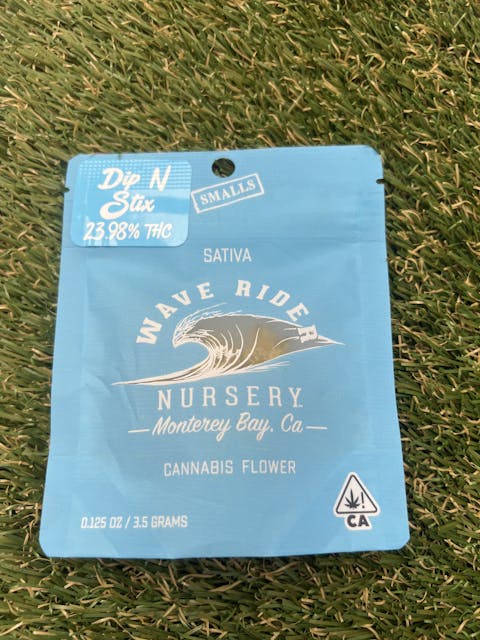 Dip N
Stix
23.98% THC
SMALLS
SATIVA
WAVE RIDER
NURSERY
Monterey Bay, Ca
CANNABIS FLOWER
0.125 OZ / 3.5 GRAMS
!
CA